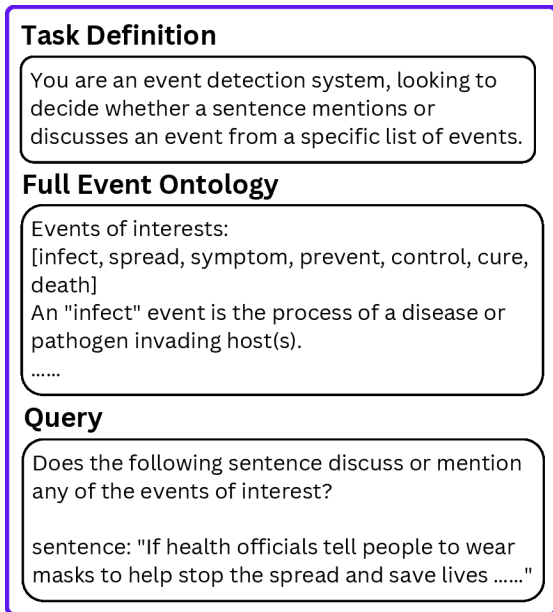 Task Definition
You are an event detection system, looking to
decide whether a sentence mentions or
discusses an event from a specific list of events.
Full Event Ontology
Events of interests:
[infect, spread, symptom, prevent, control, cure,
death]
An "infect" event is the process of a disease or
pathogen invading host(s).
......
Query
Does the following sentence discuss or mention
any of the events of interest?
sentence: "If health officials tell people to wear
masks to help stop the spread and save lives ......"